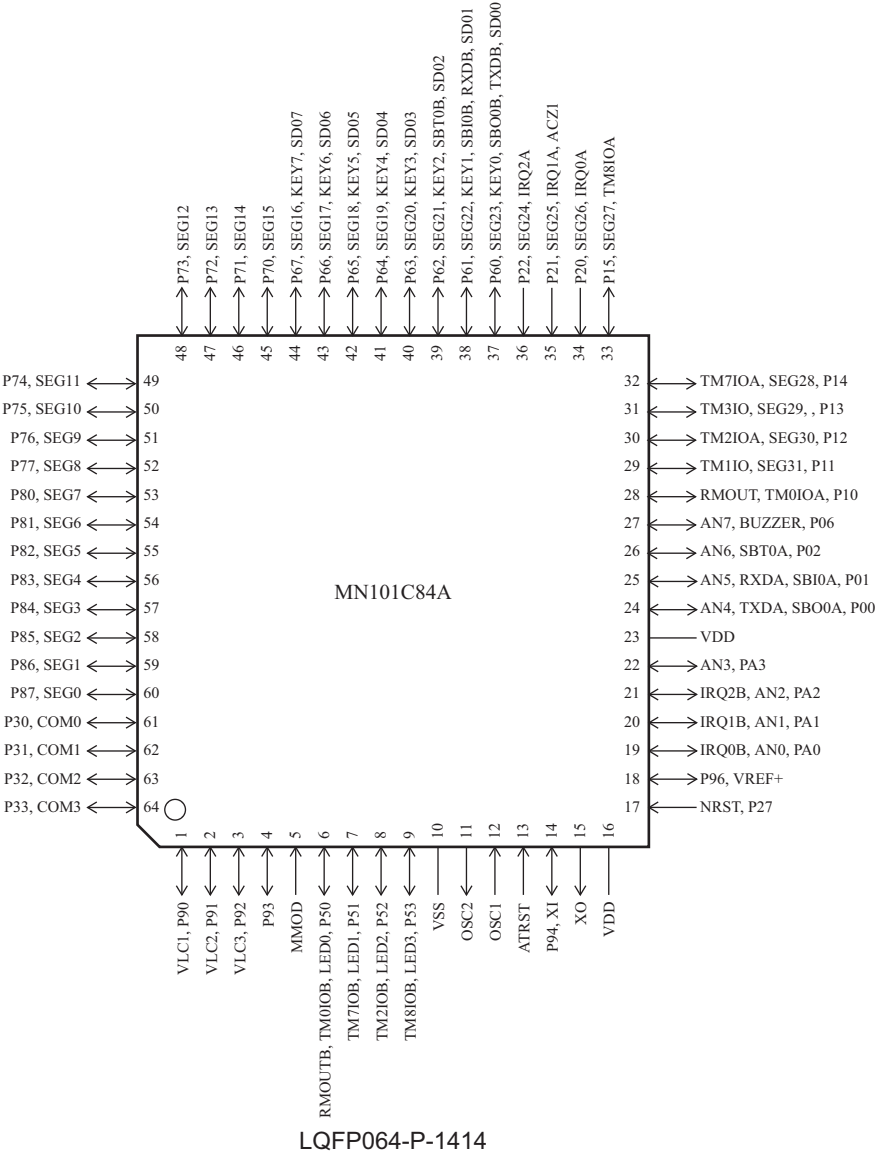 P73, SEG12
P72, SEG13
P71, SEG14
P70, SEG15
P67, SEG16, KEY7, SD07
P66, SEG17, KEY6, SD06
P65, SEG18, KEY5, SD05
P64, SEG19, KEY4, SD04
P63, SEG20, KEY3, SD03
P62, SEG21, KEY2, SBT0B, SD02
P61, SEG22, KEY1, SBI0B, RXDB, SD01
P60, SEG23, KEY0, SBO0B, TXDB, SD00
P22, SEG24, IRQ2A
P21, SEG25, IRQ1A, ACZ1
P20, SEG26, IRQ0A
P15, SEG27, TM8IOA
48 47 46 45 44 43 42 41 40 39 38 37 36 35 34 33
P74, SEG11 49
P75, SEG10 50
P76, SEG9 51
P77, SEG8 52
P80, SEG7 53
P81, SEG6 54
P82, SEG5 55
P83, SEG4 56
P84, SEG3 57
P85, SEG2 58
P86, SEG1 59
P87, SEG0 60
P30, COM0 61
P31, COM1 62
P32, COM2 63
P33, COM3 64
MN101C84A
32 TM7IOA, SEG28, P14
31 TM3IO, SEG29, , P13
30 TM2IOA, SEG30, P12
29 TM1IO, SEG31, P11
28 RMOUT, TM0IOA, P10
27 AN7, BUZZER, P06
26 AN6, SBT0A, P02
25 AN5, RXDA, SBI0A, P01
24 AN4, TXDA, SBO0A, P00
23 VDD
22 AN3, PA3
21 IRQ2B, AN2, PA2
20 IRQ1B, AN1, PA1
19 IRQ0B, AN0, PA0
18 P96, VREF+
17 NRST, P27
1 2 3 4 5 6 7 8 9 10 11 12 13 14 15 16
VLC1, P90
VLC2, P91
VLC3, P92
P93
MMOD
RMOUTB, TM0IOB, LED0, P50
TM7IOB, LED1, P51
TM2IOB, LED2, P52
TM8IOB, LED3, P53
VSS
OSC2
OSC1
ATRST
P94, XI
XO
VDD
LQFP064-P-1414